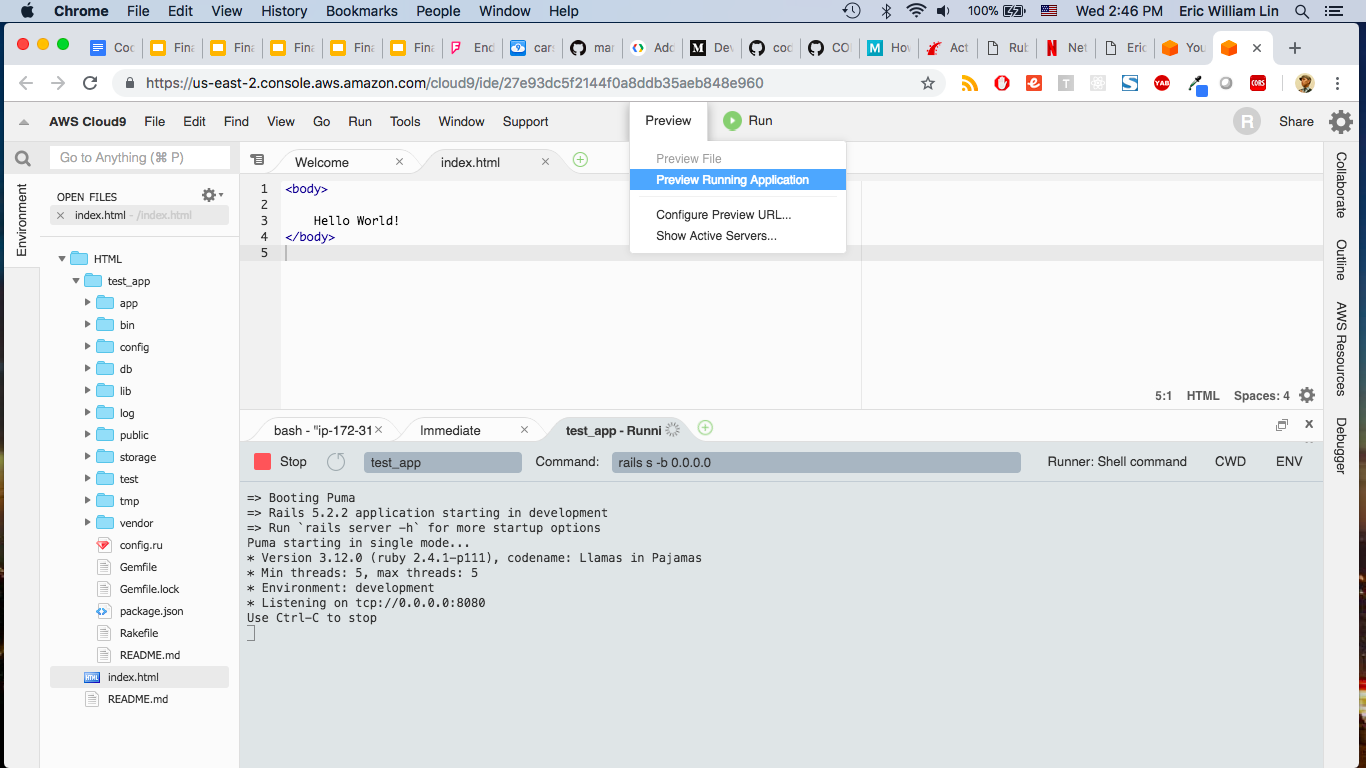 Chrome File Edit View History Bookmarks People Window Help 100% Wed 2:46 PM Eric William Lin
Coc Fina Fina Fina Fina Fina End cars mar Add Dev cod CO How Act Rub Net Eric You
https://us-east-2.console.aws.amazon.com/cloud9/ide/27e93dc5f2144f0a8ddb35aeb848e960 YAB CORS
AWS Cloud9 File Edit Find View Go Run Tools Window Support Preview Run R Share
Go to Anything (⌘ P) Welcome index.html
Preview File
Preview Running Application
Configure Preview URL...
Show Active Servers...
Environment
OPEN FILES
index.html - /index.html
HTML
test_app
app
bin
config
db
lib
log
public
storage
test
tmp
vendor
config.ru
Gemfile
Gemfile.lock
package.json
Rakefile
README.md
index.html
README.md
1 <body>
2
3 Hello World!
4 </body>
5
5:1 HTML Spaces: 4
Collaborate
Outline
AWS Resources
Debugger
bash - "ip-172-31 Immediate test_app - Runni
Stop test_app Command: rails s -b 0.0.0.0 Runner: Shell command CWD ENV
=> Booting Puma
=> Rails 5.2.2 application starting in development
=> Run `rails server -h` for more startup options
Puma starting in single mode...
* Version 3.12.0 (ruby 2.4.1-p111), codename: Llamas in Pajamas
* Min threads: 5, max threads: 5
* Environment: development
* Listening on tcp://0.0.0.0:8080
Use Ctrl-C to stop